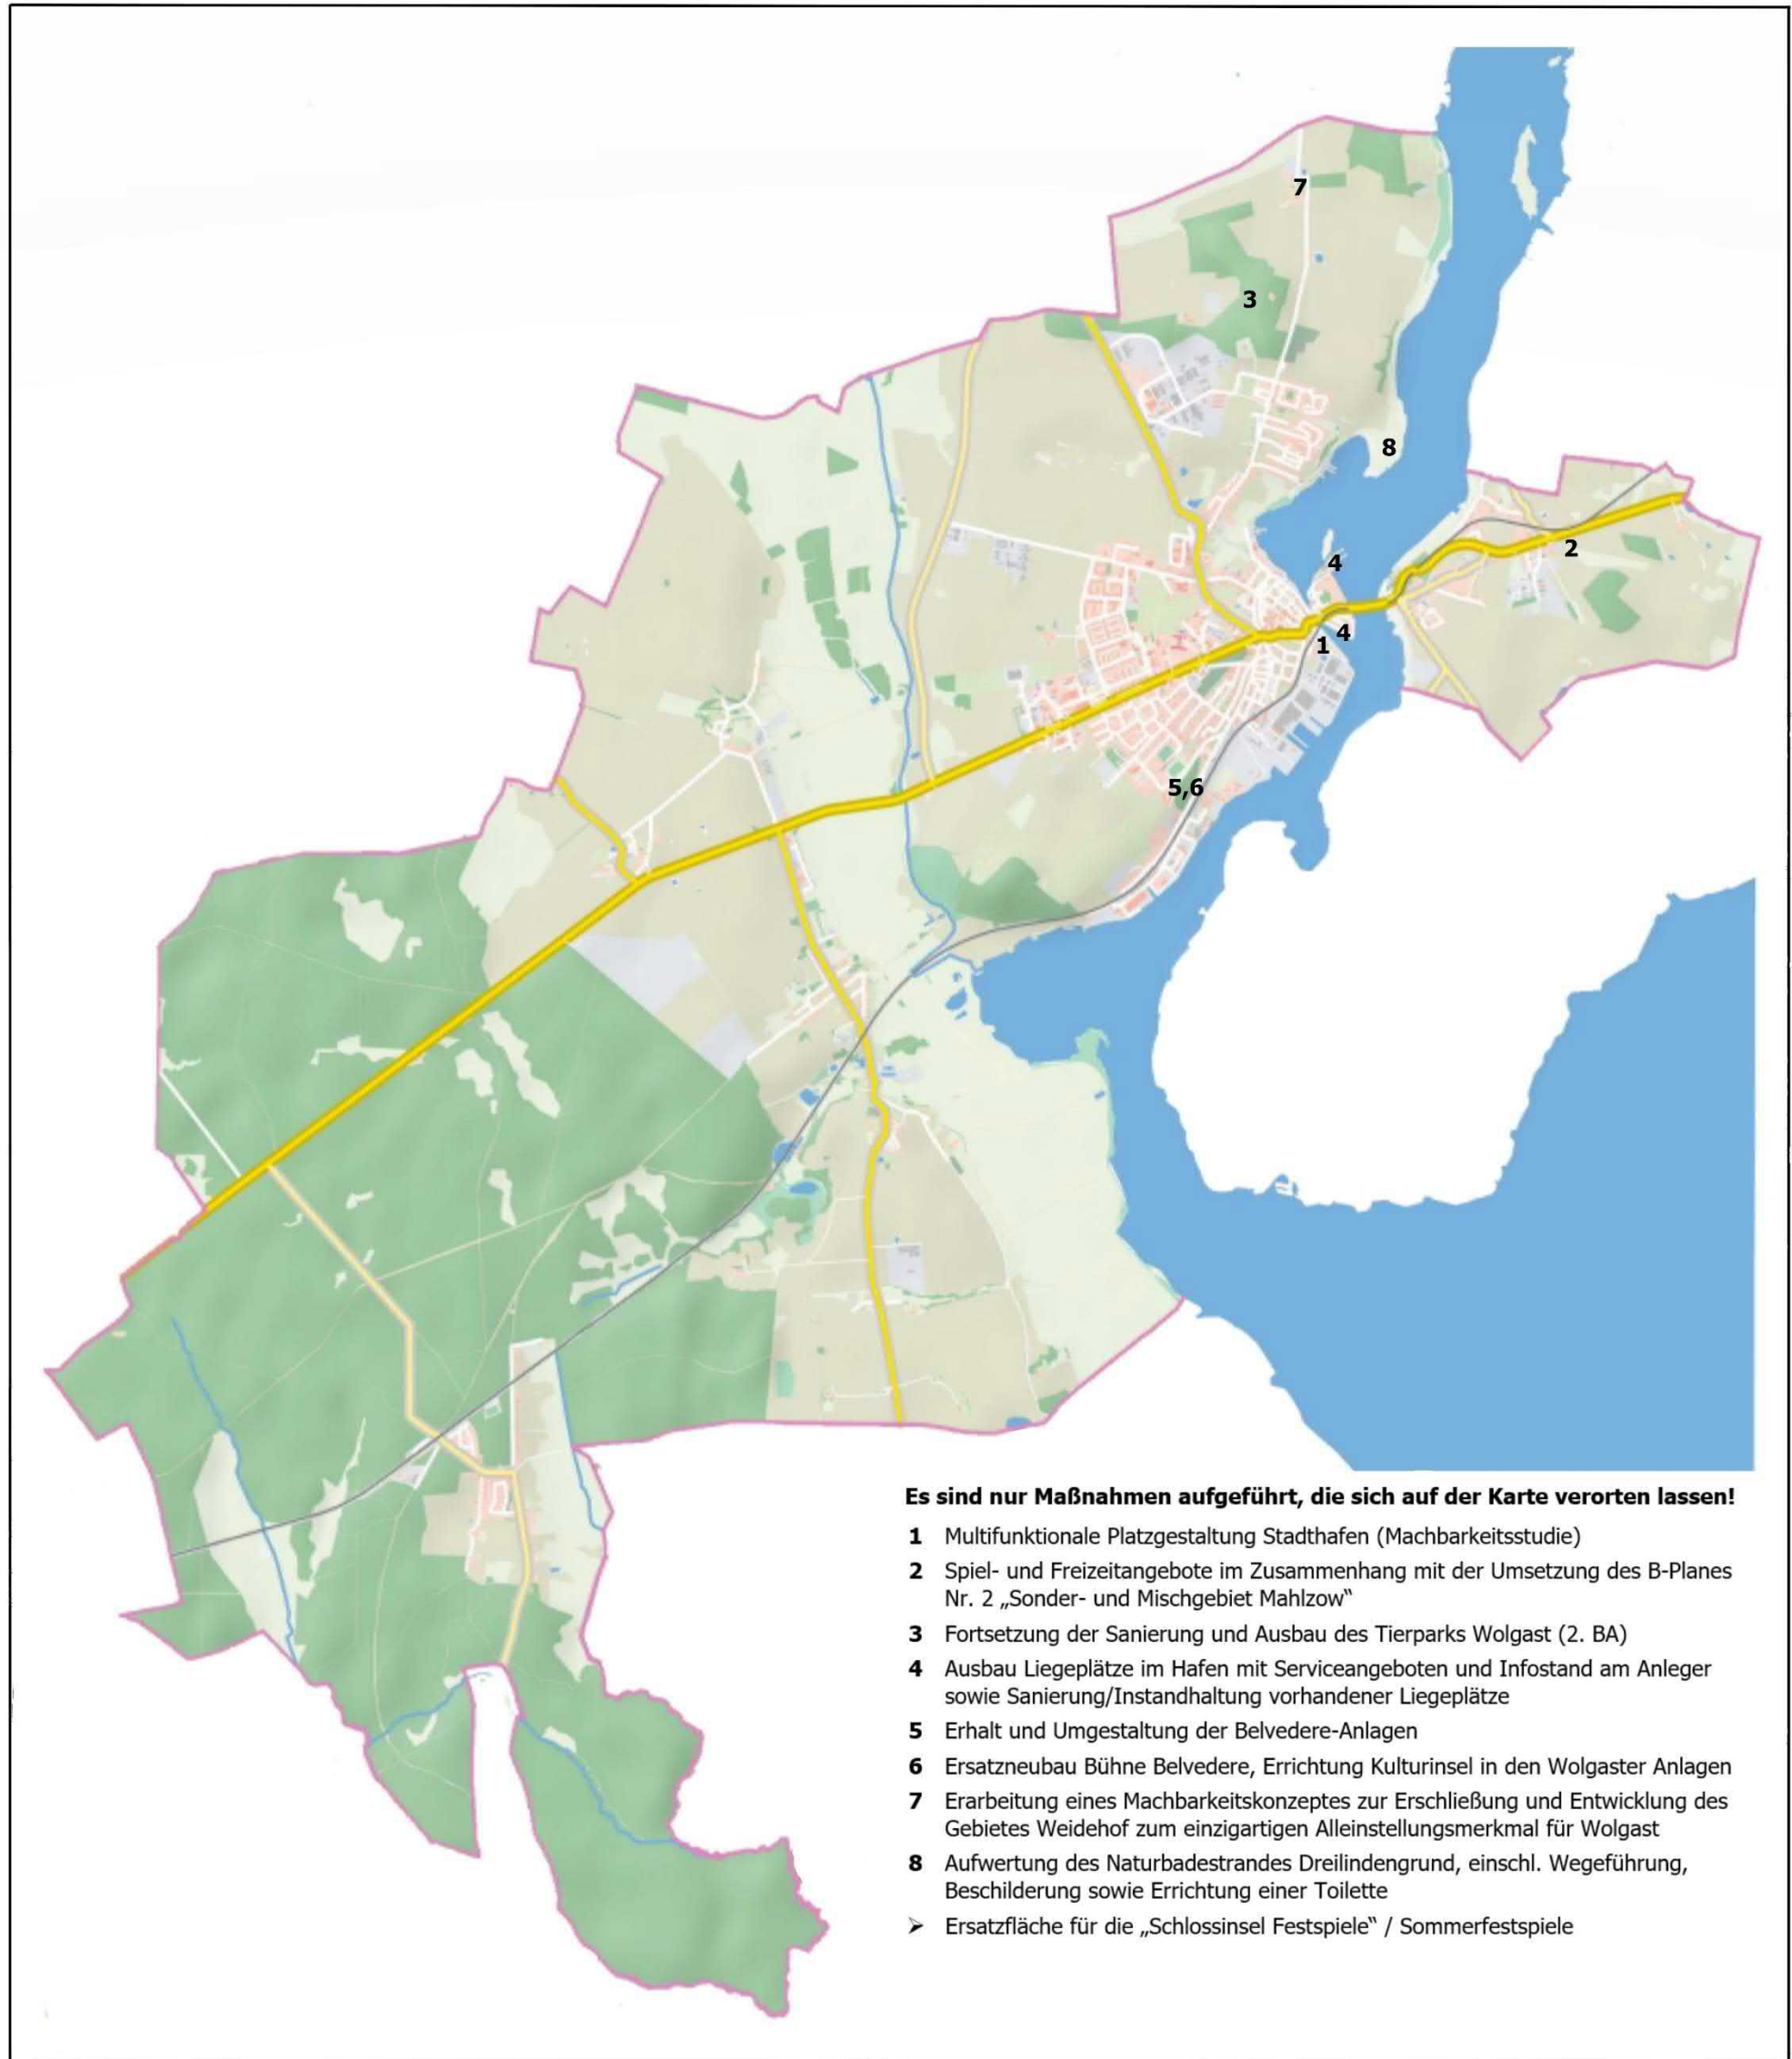 7
3
8
2
4
4
1
5,6
Es sind nur Maßnahmen aufgeführt, die sich auf der Karte verorten lassen!
1 Multifunktionale Platzgestaltung Stadthafen (Machbarkeitsstudie)
2 Spiel- und Freizeitangebote im Zusammenhang mit der Umsetzung des B-Planes
Nr. 2 „Sonder- und Mischgebiet Mahlzow“
3 Fortsetzung der Sanierung und Ausbau des Tierparks Wolgast (2. BA)
4 Ausbau Liegeplätze im Hafen mit Serviceangeboten und Infostand am Anleger
sowie Sanierung/Instandhaltung vorhandener Liegeplätze
5 Erhalt und Umgestaltung der Belvedere-Anlagen
6 Ersatzneubau Bühne Belvedere, Errichtung Kulturinsel in den Wolgaster Anlagen
7 Erarbeitung eines Machbarkeitskonzeptes zur Erschließung und Entwicklung des
Gebietes Weidehof zum einzigartigen Alleinstellungsmerkmal für Wolgast
8 Aufwertung des Naturbadestrandes Dreilindengrund, einschl. Wegeführung,
Beschilderung sowie Errichtung einer Toilette
➢ Ersatzfläche für die „Schlossinsel Festspiele“ / Sommerfestspiele